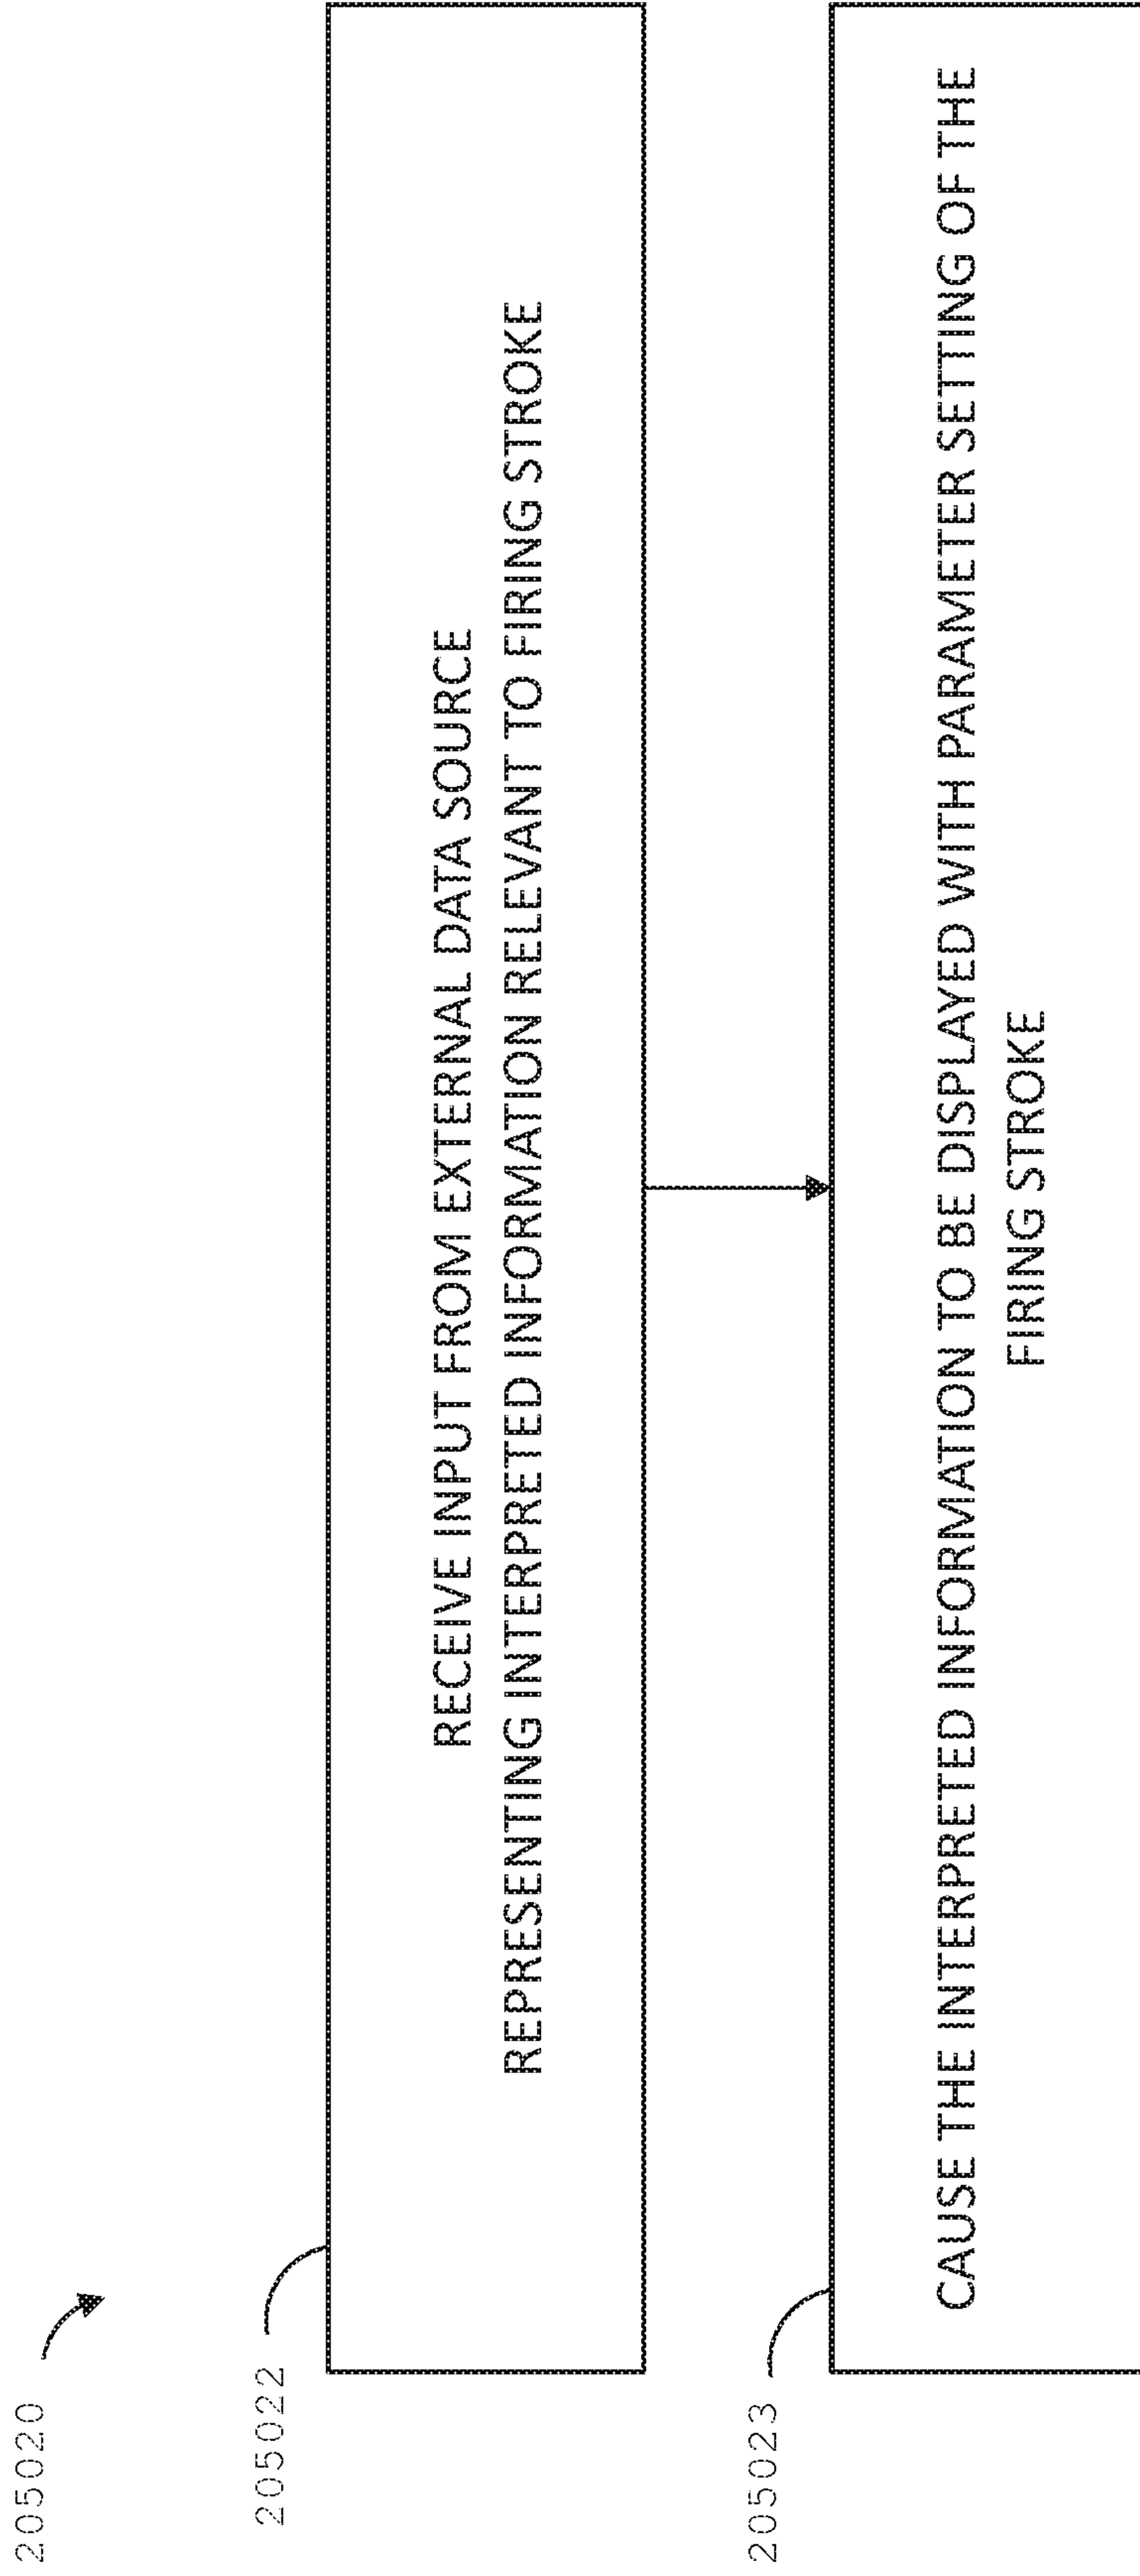 205020
205022
RECEIVE INPUT FROM EXTERNAL DATA SOURCE
REPRESENTING INTERPRETED INFORMATION RELEVANT TO FIRING STROKE
205023
CAUSE THE INTERPRETED INFORMATION TO BE DISPLAYED WITH PARAMETER SETTING OF THE
FIRING STROKE